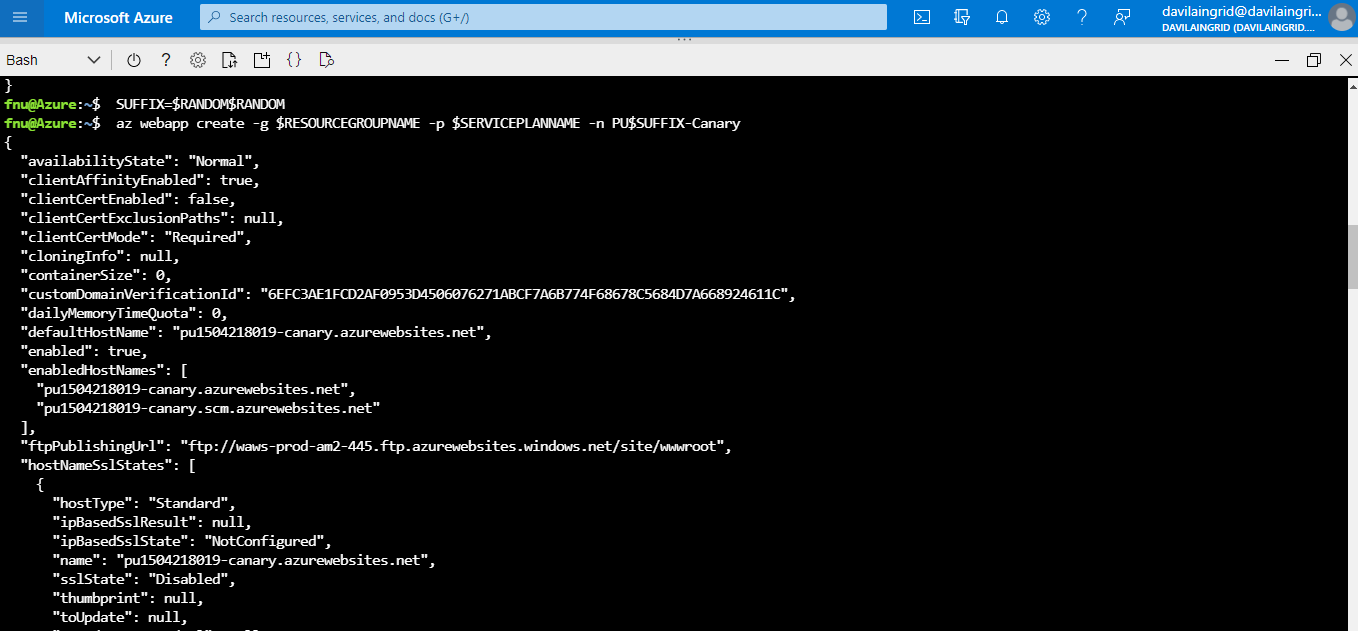 Microsoft Azure
Search resources, services, and docs (G+/)
davilaingrid@davilaingri...
DAVILAINGRID (DAVILAINGRID....
Bash
}
fnu@Azure:~$ SUFFIX=$RANDOM$RANDOM
fnu@Azure:~$ az webapp create -g $RESOURCEGROUPNAME -p $SERVICEPLANNAME -n PU$SUFFIX-Canary
{
"availabilityState": "Normal",
"clientAffinityEnabled": true,
"clientCertEnabled": false,
"clientCertExclusionPaths": null,
"clientCertMode": "Required",
"cloningInfo": null,
"containerSize": 0,
"customDomainVerificationId": "6EFC3AE1FCD2AF0953D4506076271ABCF7A6B774F68678C5684D7A668924611C",
"dailyMemoryTimeQuota": 0,
"defaultHostName": "pu1504218019-canary.azurewebsites.net",
"enabled": true,
"enabledHostNames": [
"pu1504218019-canary.azurewebsites.net",
"pu1504218019-canary.scm.azurewebsites.net"
],
"ftpPublishingUrl": "ftp://waws-prod-am2-445.ftp.azurewebsites.windows.net/site/wwwroot",
"hostNameSslStates": [
{
"hostType": "Standard",
"ipBasedSslResult": null,
"ipBasedSslState": "NotConfigured",
"name": "pu1504218019-canary.azurewebsites.net",
"sslState": "Disabled",
"thumbprint": null,
"toUpdate": null,